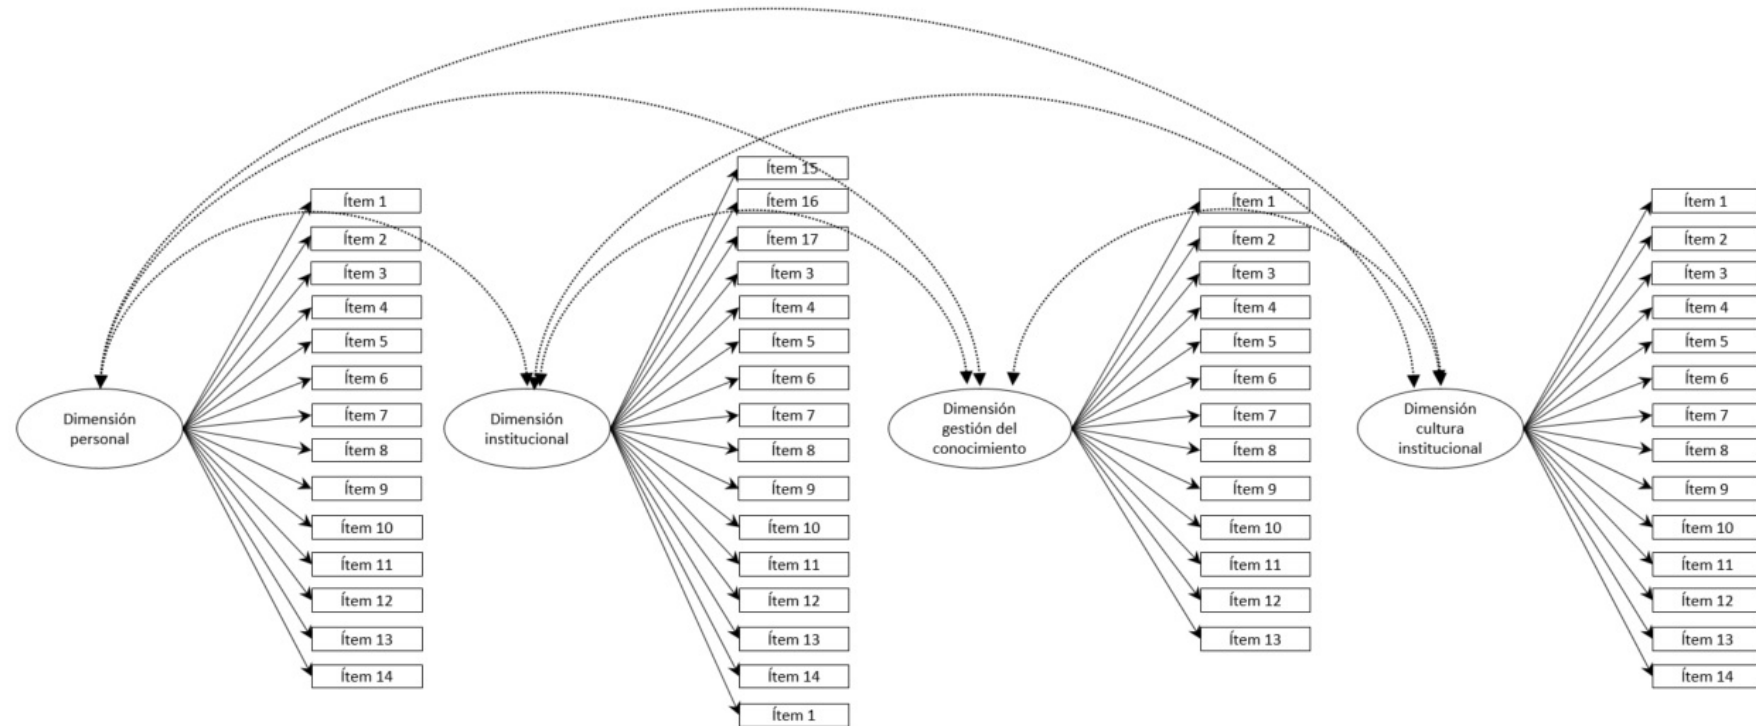 Dimensión
personal
Ítem 1
Ítem 2
Ítem 3
Ítem 4
Ítem 5
Ítem 6
Ítem 7
Ítem 8
Ítem 9
Ítem 10
Ítem 11
Ítem 12
Ítem 13
Ítem 14
Dimensión
institucional
Ítem 15
Ítem 16
Ítem 17
Ítem 3
Ítem 4
Ítem 5
Ítem 6
Ítem 7
Ítem 8
Ítem 9
Ítem 10
Ítem 11
Ítem 12
Ítem 13
Ítem 14
Ítem 1
Dimensión
gestión del
conocimiento
Ítem 1
Ítem 2
Ítem 3
Ítem 4
Ítem 5
Ítem 6
Ítem 7
Ítem 8
Ítem 9
Ítem 10
Ítem 11
Ítem 12
Ítem 13
Dimensión
cultura
institucional
Ítem 1
Ítem 2
Ítem 3
Ítem 4
Ítem 5
Ítem 6
Ítem 7
Ítem 8
Ítem 9
Ítem 10
Ítem 11
Ítem 12
Ítem 13
Ítem 14